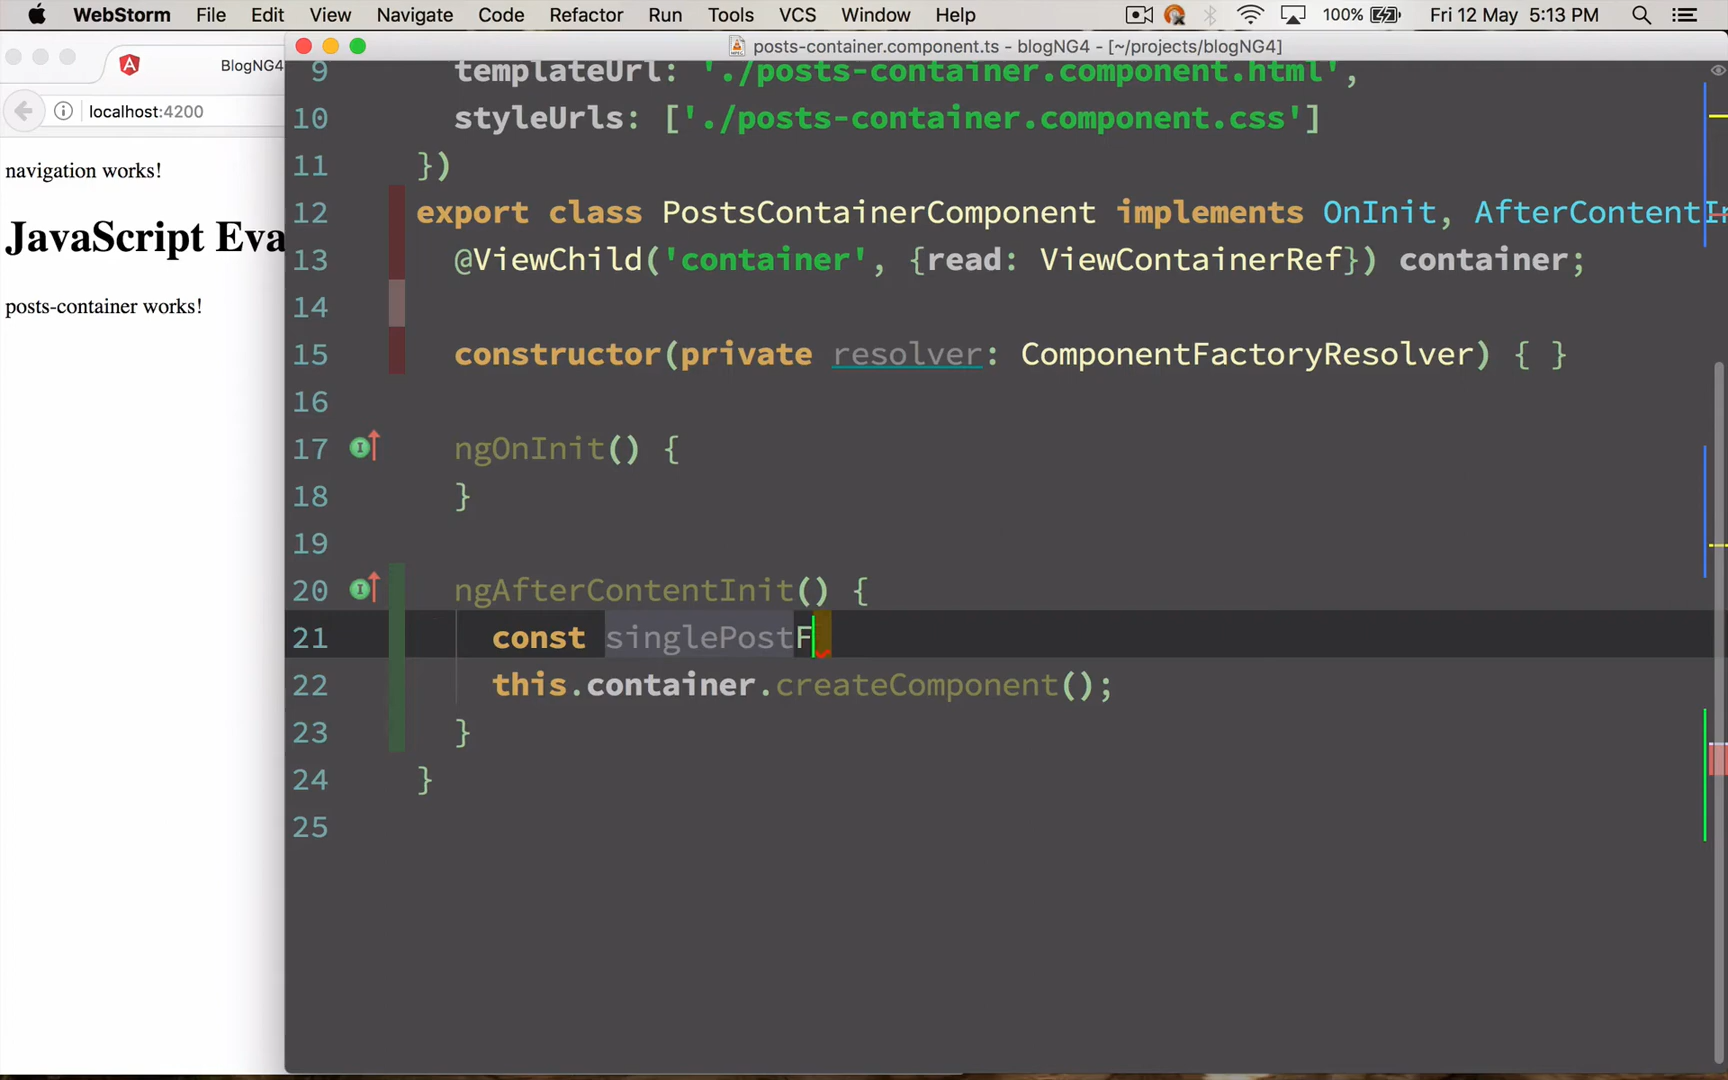 WebStorm File Edit View Navigate Code Refactor Run Tools VCS Window Help 100% Fri 12 May 5:13 PM
posts-container.component.ts - blogNG4 - [~/projects/blogNG4]
BlogNG4
localhost:4200
navigation works!
JavaScript Eva
posts-container works!
9 templateUrl: './posts-container.component.html',
10 styleUrls: ['./posts-container.component.css']
11 })
12 export class PostsContainerComponent implements OnInit, AfterContentIn
13 @ViewChild('container', {read: ViewContainerRef}) container;
14
15 constructor(private resolver: ComponentFactoryResolver) { }
16
17 ngOnInit() {
18 }
19
20 ngAfterContentInit() {
21 const singlePostF
22 this.container.createComponent();
23 }
24 }
25